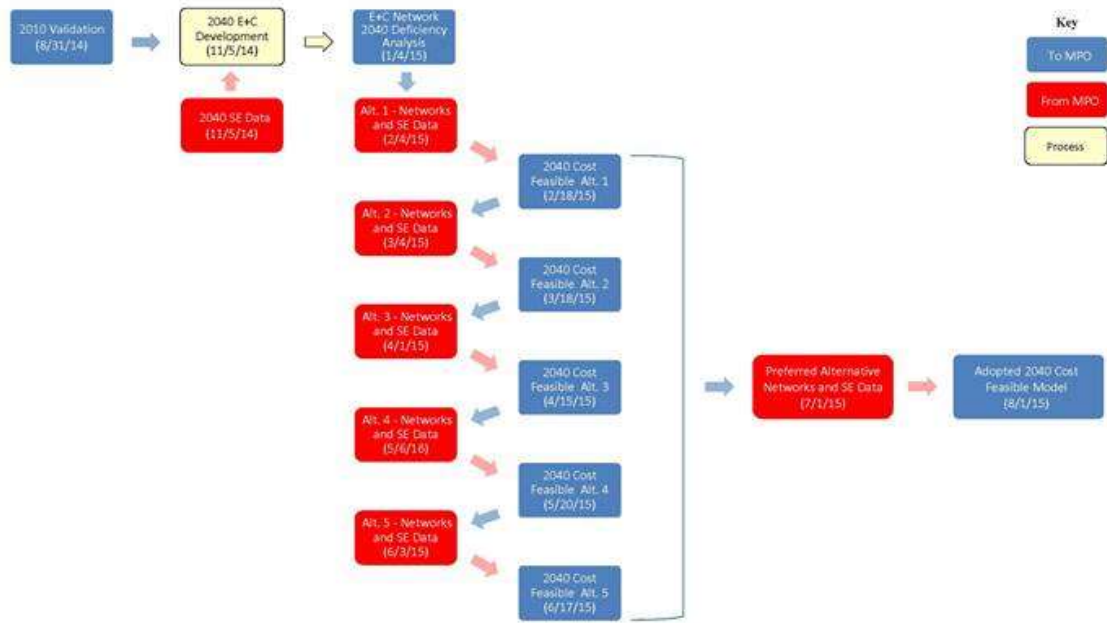 2010 Validation
(8/31/14)
2040 E+C
Development
(11/5/14)
E+C Network
2040 Deficiency
Analysis
(1/4/15)
Key
To MPO
From MPO
Process
2040 SE Data
(11/5/14)
Alt. 1 - Networks
and SE Data
(2/4/15)
2040 Cost
Feasible Alt. 1
(2/18/15)
Alt. 2 - Networks
and SE Data
(3/4/15)
2040 Cost
Feasible Alt. 2
(3/18/15)
Alt. 3 - Networks
and SE Data
(4/1/15)
2040 Cost
Feasible Alt. 3
(4/15/15)
Alt. 4 - Networks
and SE Data
(5/6/16)
2040 Cost
Feasible Alt. 4
(5/20/15)
Alt. 5 - Networks
and SE Data
(6/3/15)
2040 Cost
Feasible Alt. 5
(6/17/15)
Preferred Alternative
Networks and SE Data
(7/1/15)
Adopted 2040 Cost
Feasible Model
(8/1/15)